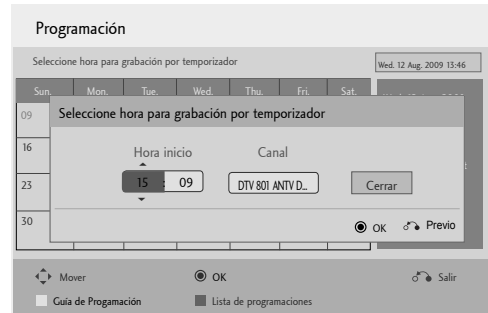 Programación
Seleccione hora para grabación por temporizador
Wed. 12 Aug. 2009 13:46
Sun. Mon. Tue. Wed. Thu. Fri. Sat.
09
Seleccione hora para grabación por temporizador
16
Hora inicio Canal
23
15 : 09 DTV 801 ANTV D... Cerrar
30
OK Previo
Mover OK Salir
Guía de Progamación Lista de programaciones